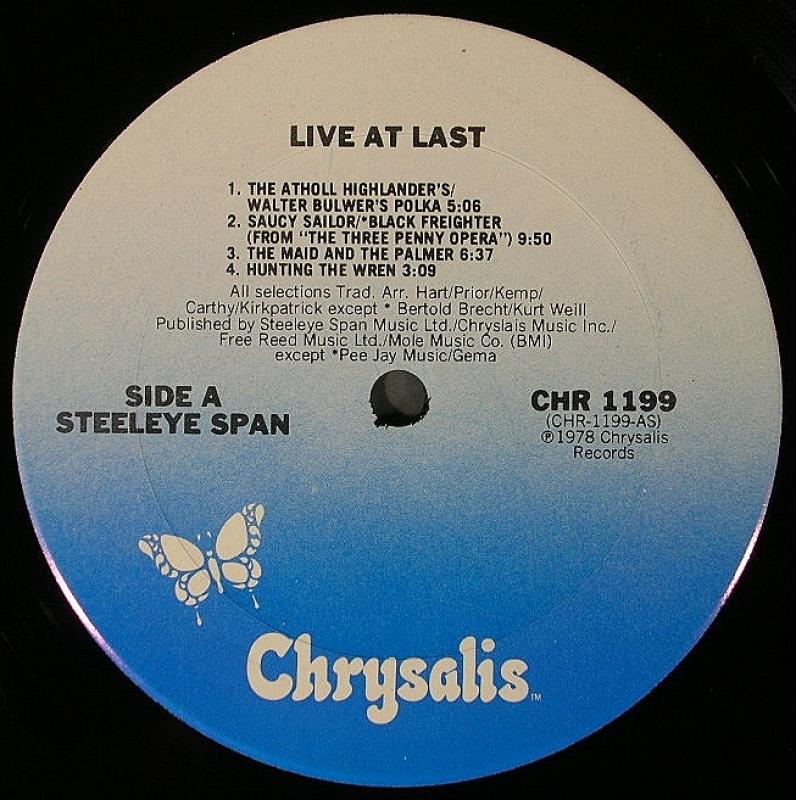 LIVE AT LAST
1. THE ATHOLL HIGHLANDER'S/
WALTER BULWER'S POLKA 5:06
2. SAUCY SAILOR/*BLACK FREIGHTER
(FROM "THE THREE PENNY OPERA") 9:50
3. THE MAID AND THE PALMER 6:37
4. HUNTING THE WREN 3:09
All selections Trad. Arr. Hart/Prior/Kemp/
Carthy/Kirkpatrick except * Bertold Brecht/Kurt Weill
Published by Steeleye Span Music Ltd./Chryslais Music Inc./
Free Reed Music Ltd./Mole Music Co. (BMI)
except *Pee Jay Music/Gema
SIDE A
STEELEYE SPAN
CHR 1199
(CHR-1199-AS)
℗1978 Chrysalis
Records
Chrysalis™